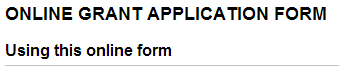 ONLINE GRANT APPLICATION FORM
Using this online form